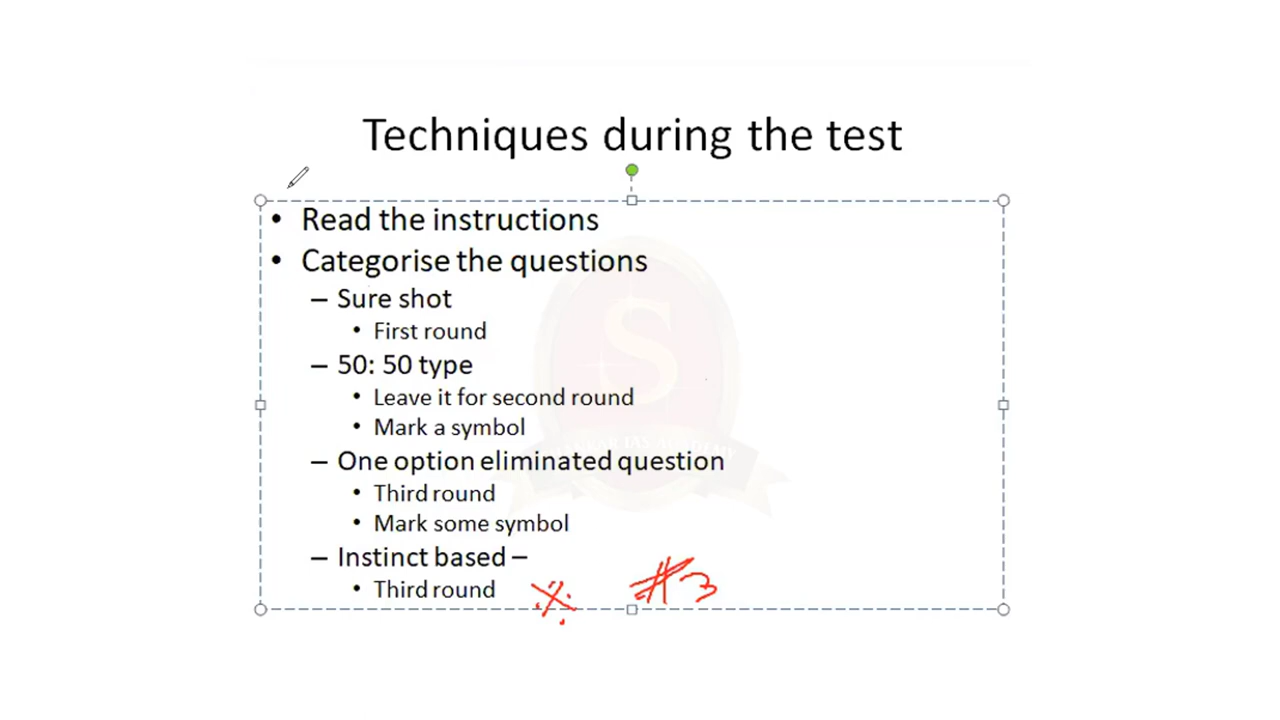 Techniques during the test
• Read the instructions
• Categorise the questions
– Sure shot
• First round
– 50: 50 type
• Leave it for second round
• Mark a symbol
– One option eliminated question
• Third round
• Mark some symbol
– Instinct based –
• Third round ※ #3
S